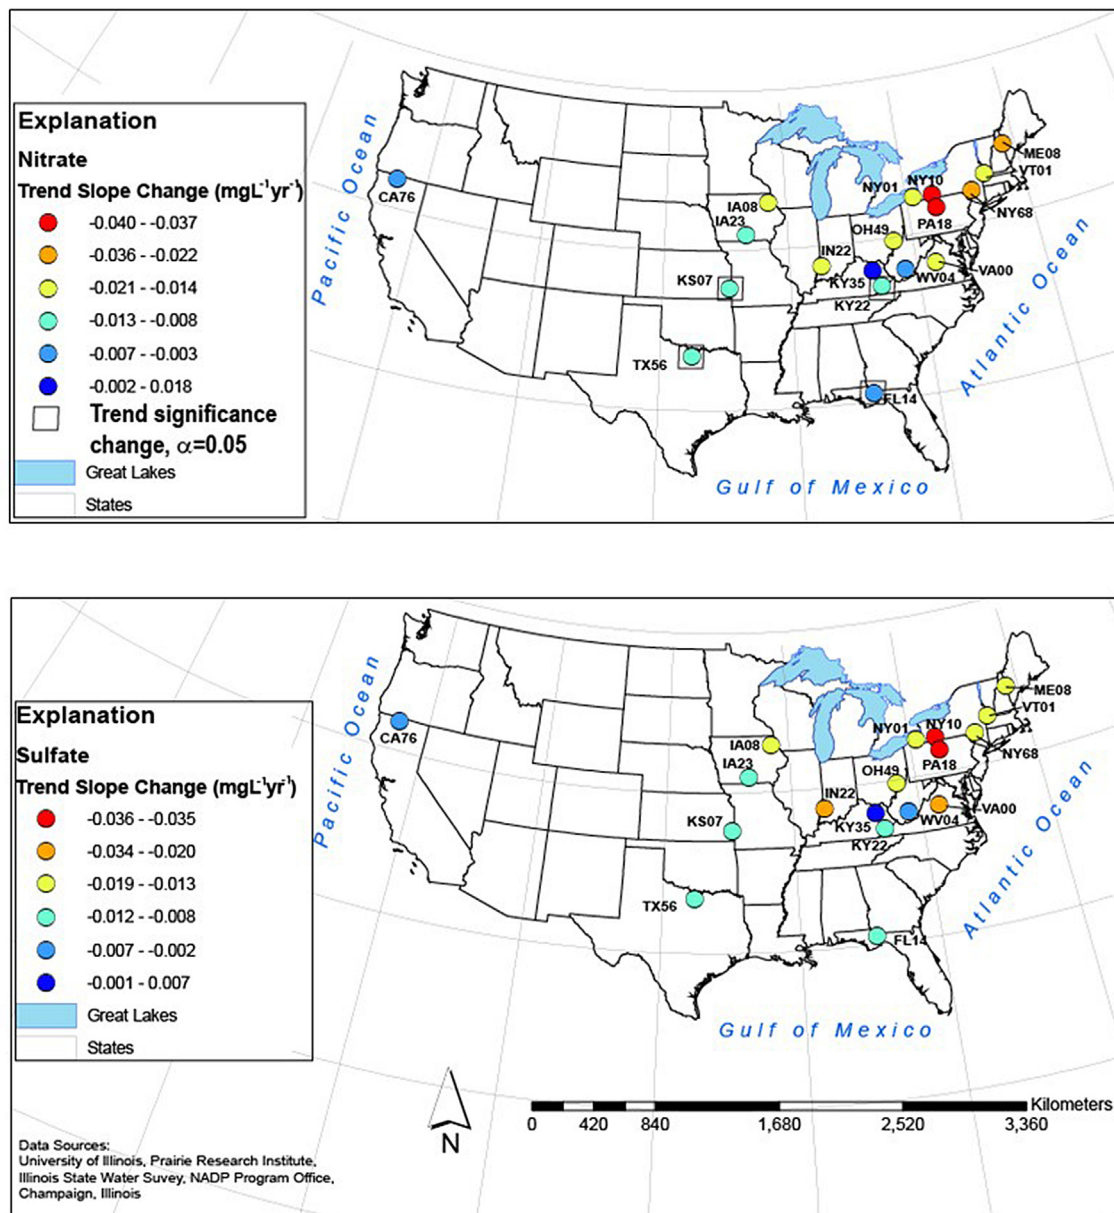 Explanation
Nitrate
Trend Slope Change (mgL⁻¹yr⁻¹)
-0.040 - -0.037
-0.036 - -0.022
-0.021 - -0.014
-0.013 - -0.008
-0.007 - -0.003
-0.002 - 0.018
Trend significance
change, α=0.05
Great Lakes
States
Pacific Ocean
Atlantic Ocean
Gulf of Mexico
CA76
ME08
VT01
NY01
NY10
NY68
PA18
IA08
IA23
OH49
IN22
VA00
WV04
KY35
KY22
KS07
TX56
FL14
Explanation
Sulfate
Trend Slope Change (mgL⁻¹yr⁻¹)
-0.036 - -0.035
-0.034 - -0.020
-0.019 - -0.013
-0.012 - -0.008
-0.007 - -0.002
-0.001 - 0.007
Great Lakes
States
Pacific Ocean
Atlantic Ocean
Gulf of Mexico
CA76
ME08
VT01
NY01
NY10
NY68
PA18
IA08
IA23
OH49
IN22
VA00
WV04
KY35
KY22
KS07
TX56
FL14
N
Kilometers
0 420 840 1,680 2,520 3,360
Data Sources:
University of Illinois, Prairie Research Institute,
Illinois State Water Suvey, NADP Program Office,
Champaign, Illinois